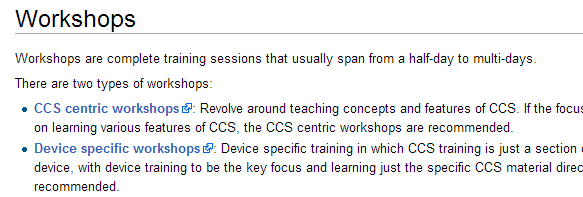 Workshops
Workshops are complete training sessions that usually span from a half-day to multi-days.
There are two types of workshops:
CCS centric workshops: Revolve around teaching concepts and features of CCS. If the focus
on learning various features of CCS, the CCS centric workshops are recommended.
Device specific workshops: Device specific training in which CCS training is just a section
device, with device training to be the key focus and learning just the specific CCS material
recommended.